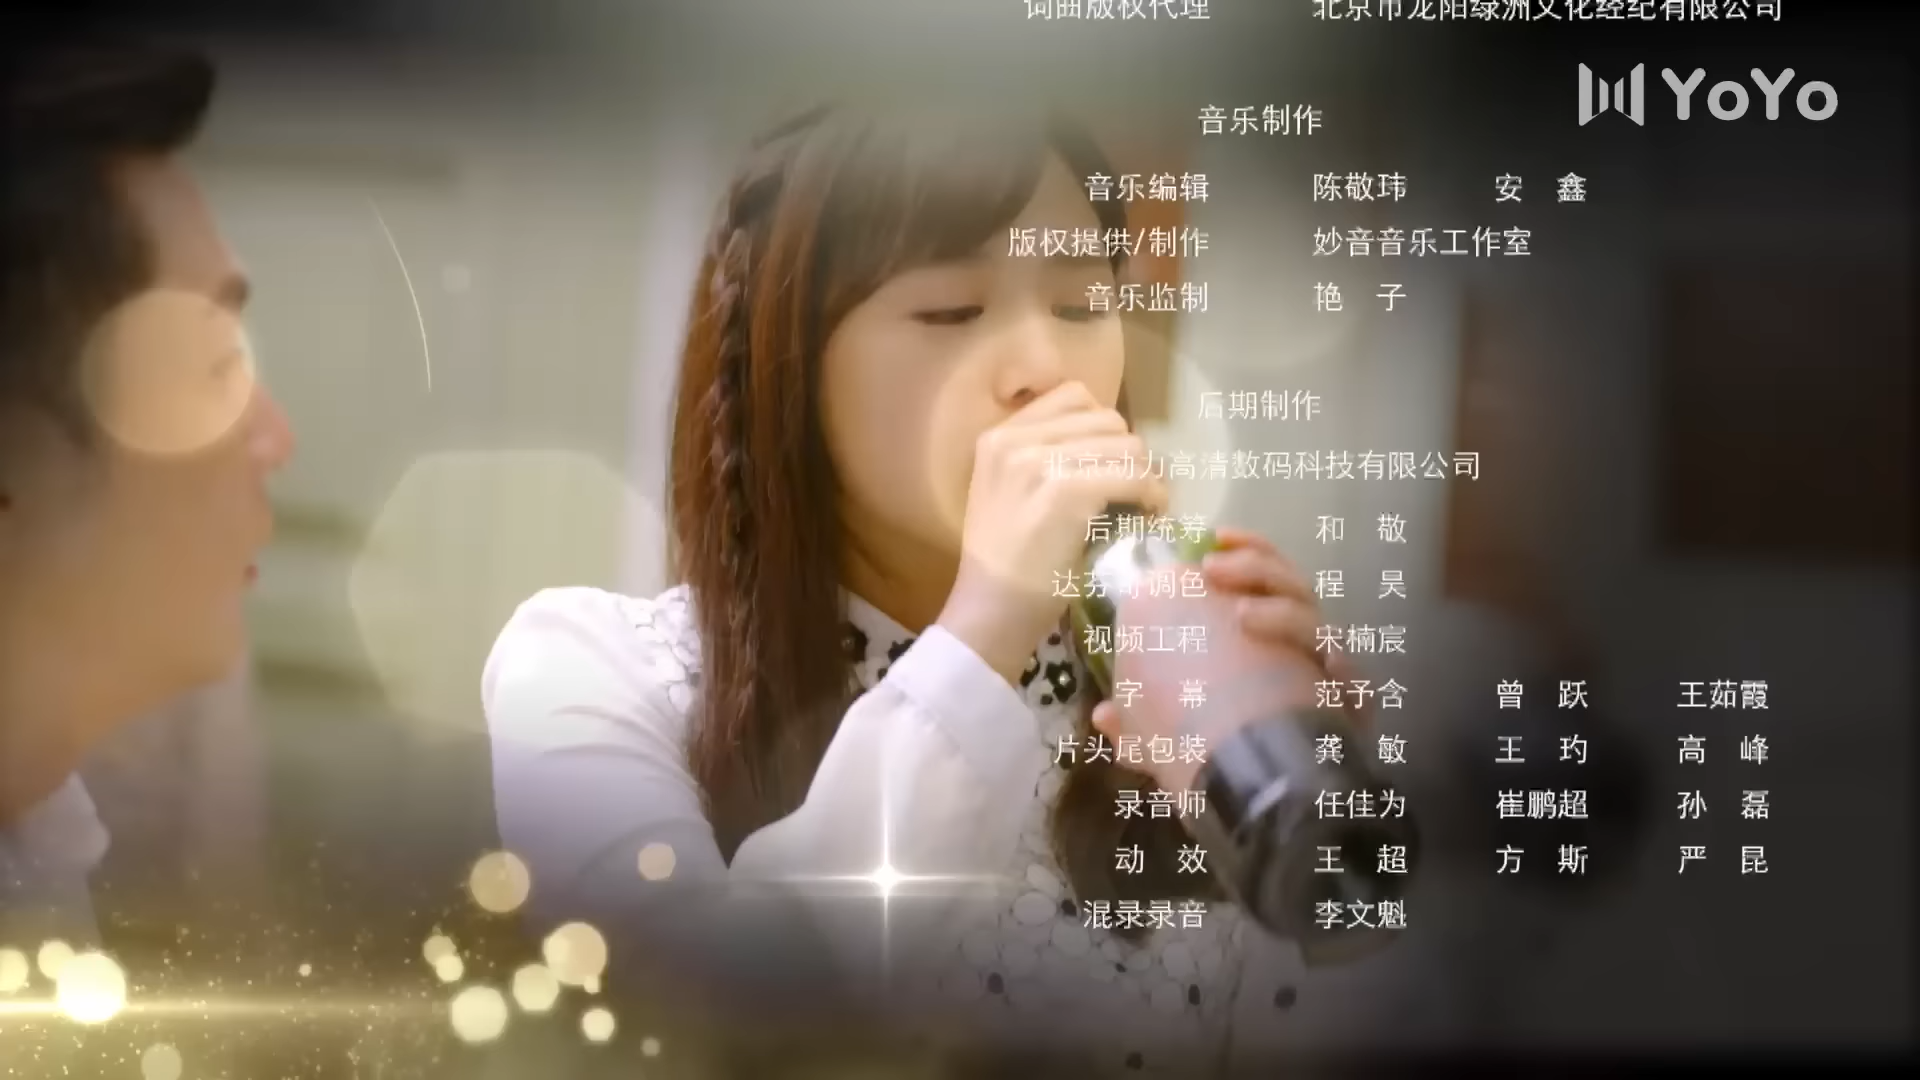 词曲版权代理 北京市龙阳绿洲文化经纪有限公司
YoYo
音乐制作
音乐编辑 陈敬玮 安 鑫
版权提供/制作 妙音音乐工作室
音乐监制 艳 子
后期制作
北京动力高清数码科技有限公司
后期统筹 和 敬
达芬奇调色 程 昊
视频工程 宋楠宸
字 幕 范予含 曾 跃 王茹霞
片头尾包装 龚 敏 王 玓 高 峰
录音师 任佳为 崔鹏超 孙 磊
动 效 王 超 方 斯 严 昆
混录录音 李文魁